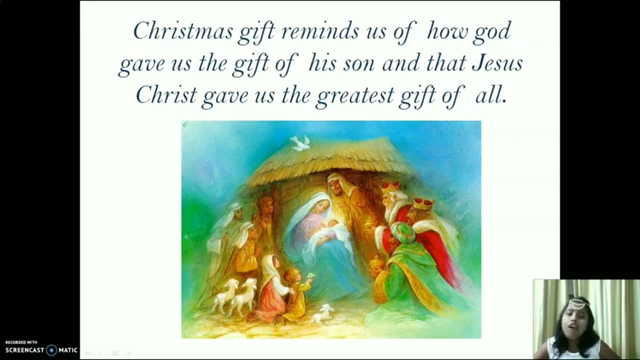 Christmas gift reminds us of how god
gave us the gift of his son and that Jesus
Christ gave us the greatest gift of all.
RECORDED WITH
SCREENCAST MATIC